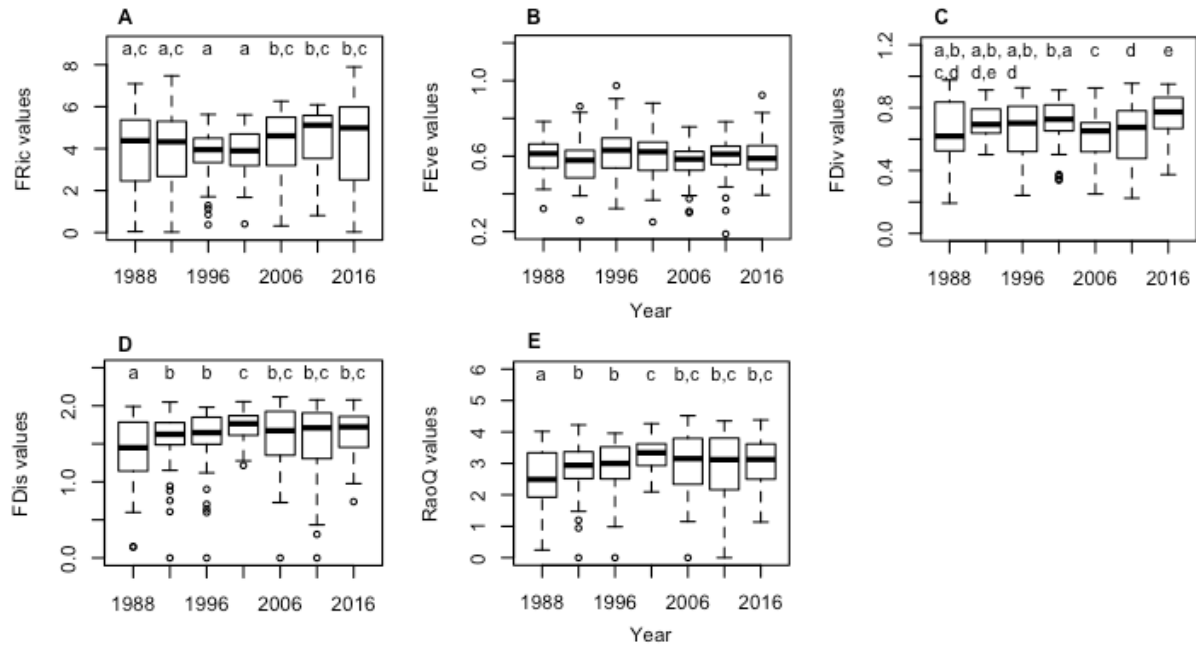 A
FRic values
8
6
4
2
0
a,c a,c a a b,c b,c b,c
1988 1996 2006 2016
B
FEve values
1.0
0.6
0.2
1988 1996 2006 2016
Year
C
FDiv values
1.2
0.8
0.4
0.0
a,b, a,b, a,b, b,a c d e
c,d d,e d
1988 1996 2006 2016
D
FDis values
2.0
1.0
0.0
a b b c b,c b,c b,c
1988 1996 2006 2016
E
RaoQ values
6
5
4
3
2
1
0
a b b c b,c b,c b,c
1988 1996 2006 2016
Year